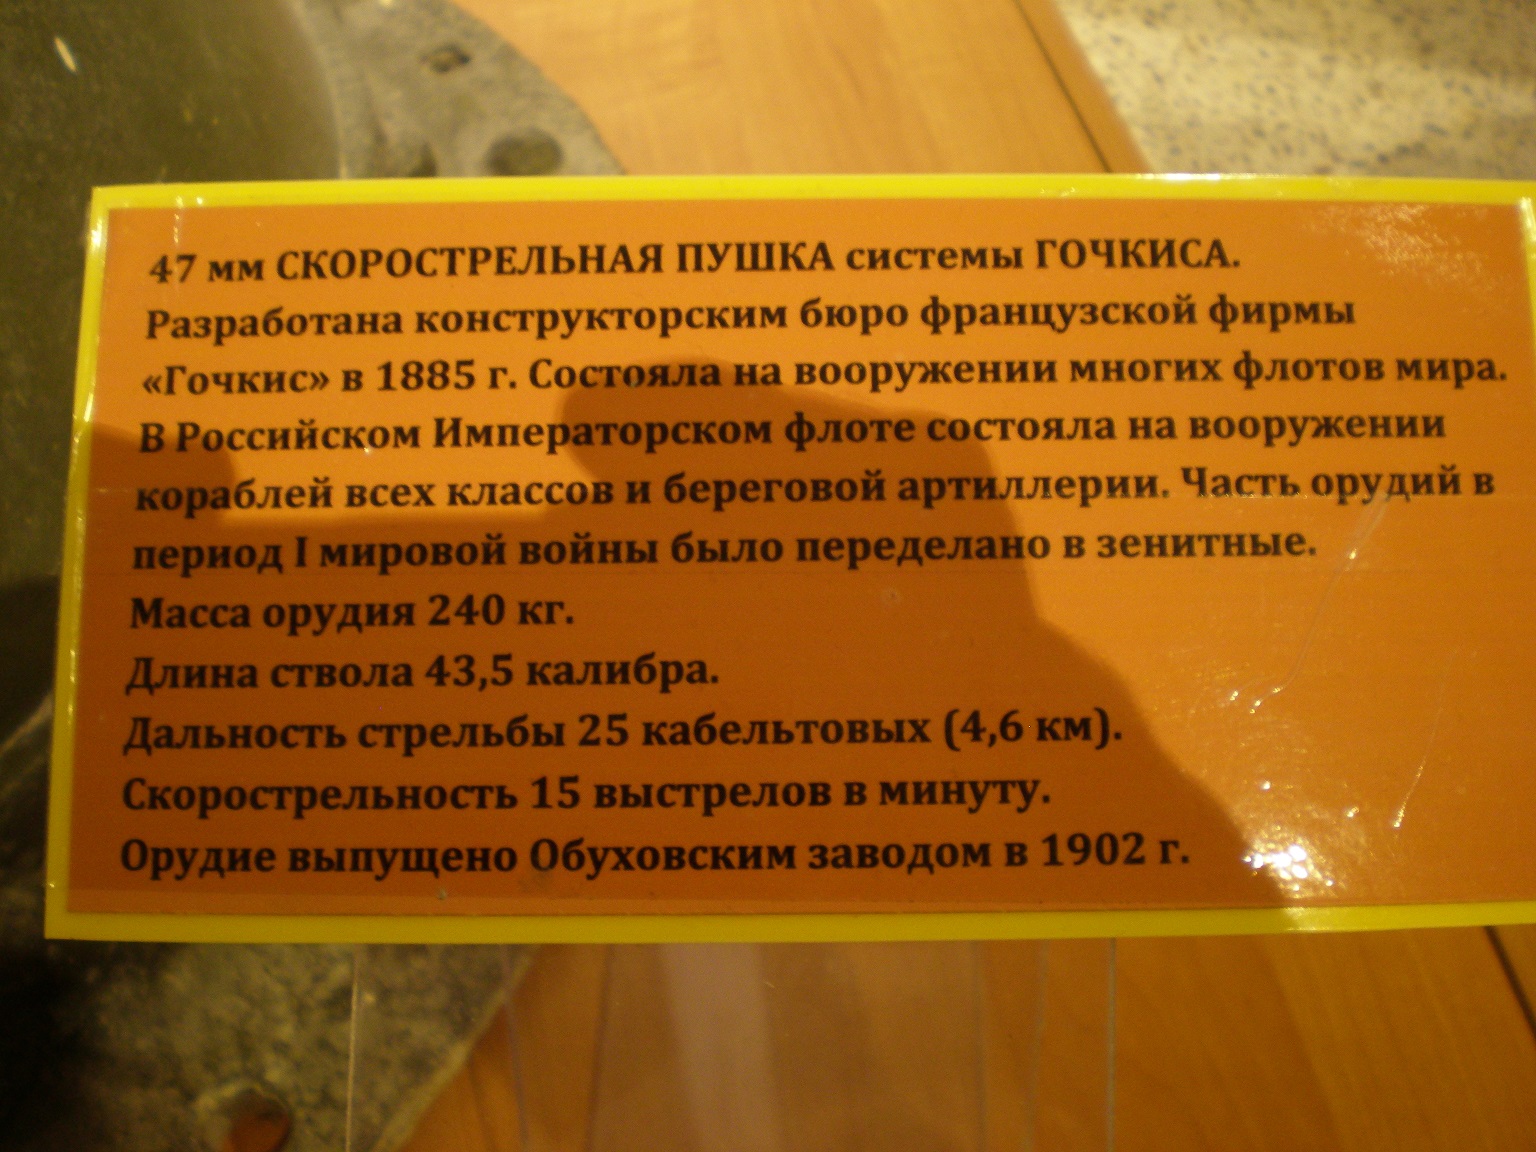 47 мм СКОРОСТРЕЛЬНАЯ ПУШКА системы ГОЧКИСА.
Разработана конструкторским бюро французской фирмы
«Гочкис» в 1885 г. Состояла на вооружении многих флотов мира.
В Российском Императорском флоте состояла на вооружении
кораблей всех классов и береговой артиллерии. Часть орудий в
период I мировой войны было переделано в зенитные.
Масса орудия 240 кг.
Длина ствола 43,5 калибра.
Дальность стрельбы 25 кабельтовых (4,6 км).
Скорострельность 15 выстрелов в минуту.
Орудие выпущено Обуховским заводом в 1902 г.